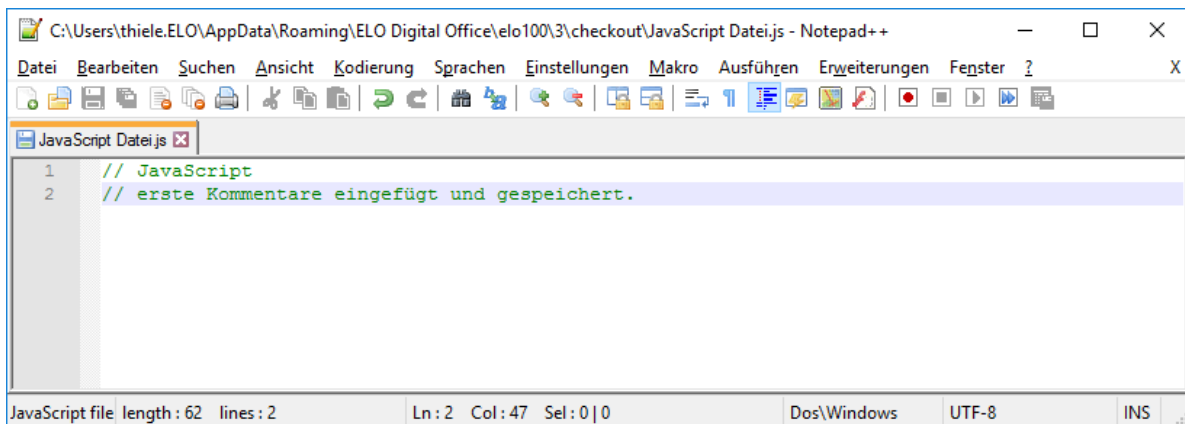 C:\Users\thiele.ELO\AppData\Roaming\ELO Digital Office\elo100\3\checkout\JavaScript Datei.js - Notepad++
Datei Bearbeiten Suchen Ansicht Kodierung Sprachen Einstellungen Makro Ausführen Erweiterungen Fenster ? X
JavaScript Datei.js
1 // JavaScript
2 // erste Kommentare eingefügt und gespeichert.
JavaScript file length : 62 lines : 2 Ln : 2 Col : 47 Sel : 0 | 0 Dos\Windows UTF-8 INS